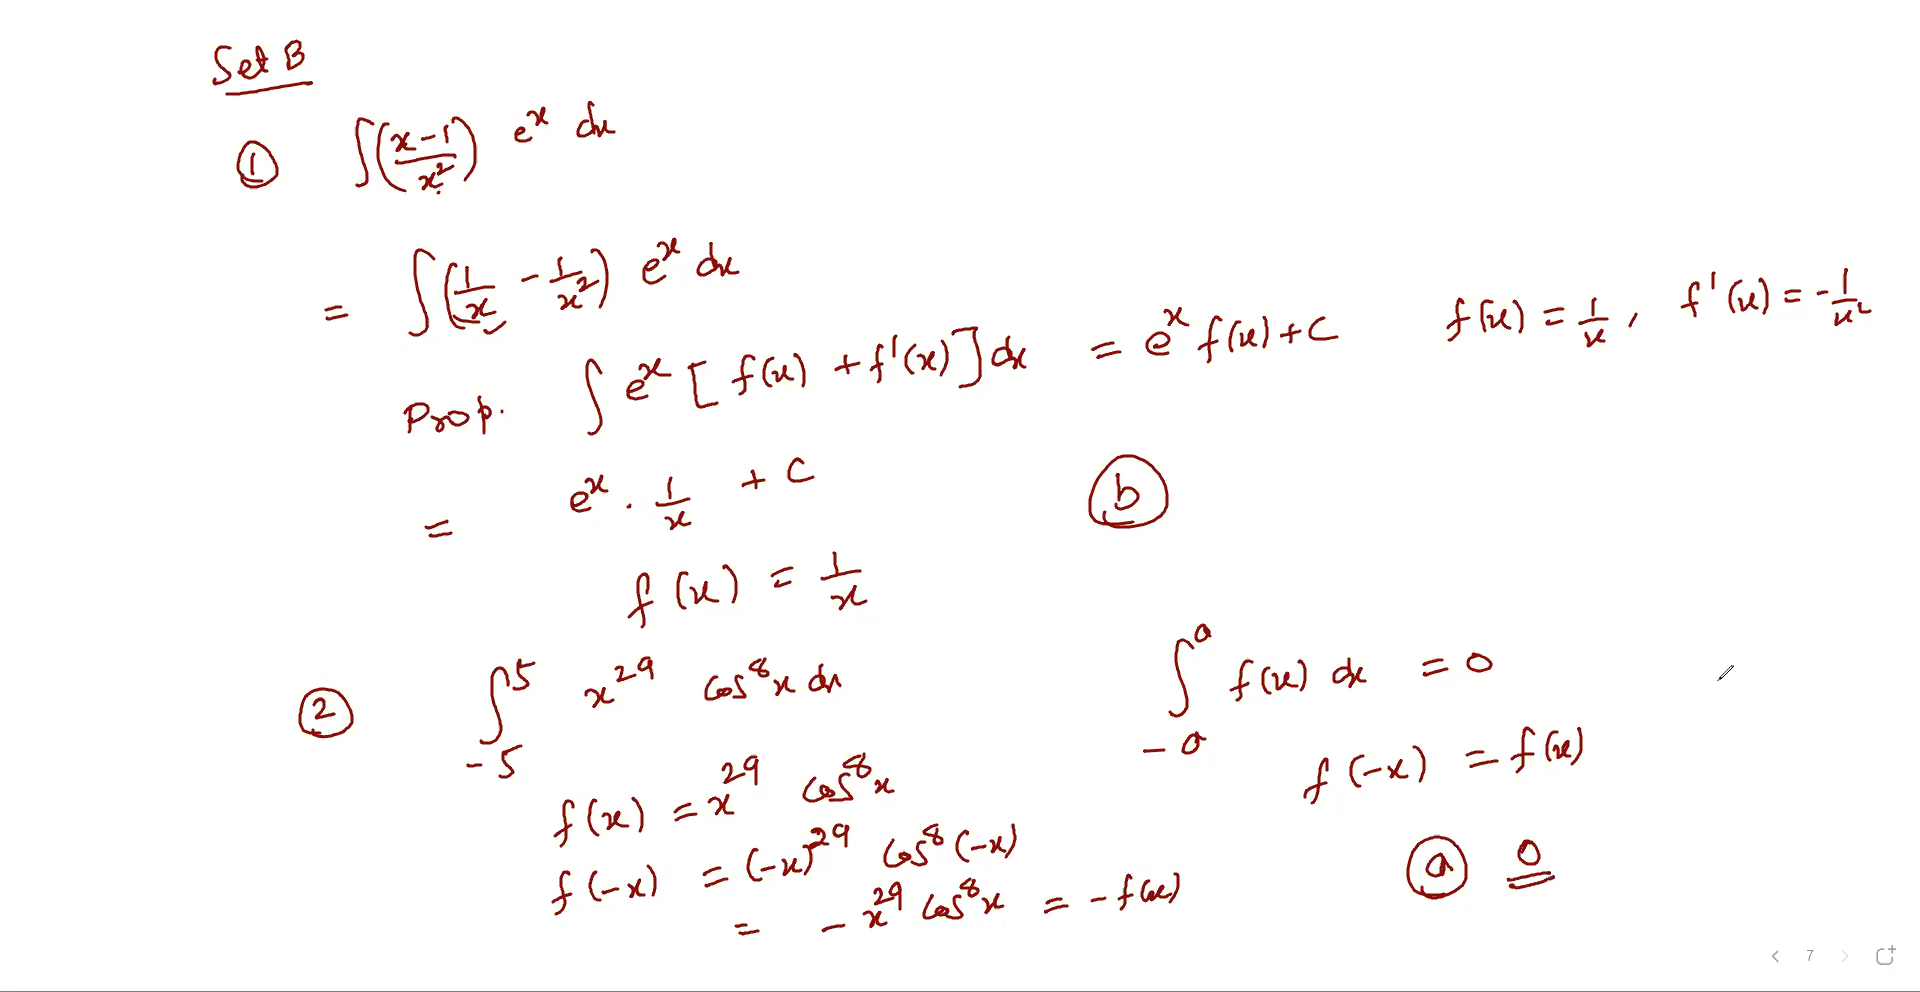 Set B
① ∫((x-1)/x²) eˣ dx
= ∫(1/x - 1/x²) eˣ dx
Prop. ∫ eˣ [f(x) + f'(x)] dx = eˣ f(x) + C f(x) = 1/x, f'(x) = -1/x²
= eˣ · 1/x + C ⓑ
f(x) = 1/x
② ∫₋₅⁵ x²⁹ cos⁸x dx
f(x) = x²⁹ cos⁸x
f(-x) = (-x)²⁹ cos⁸(-x)
= - x²⁹ cos⁸x = - f(x)
∫₋ₐᵃ f(x) dx = 0
f(-x) = f(x)
ⓐ 0
7